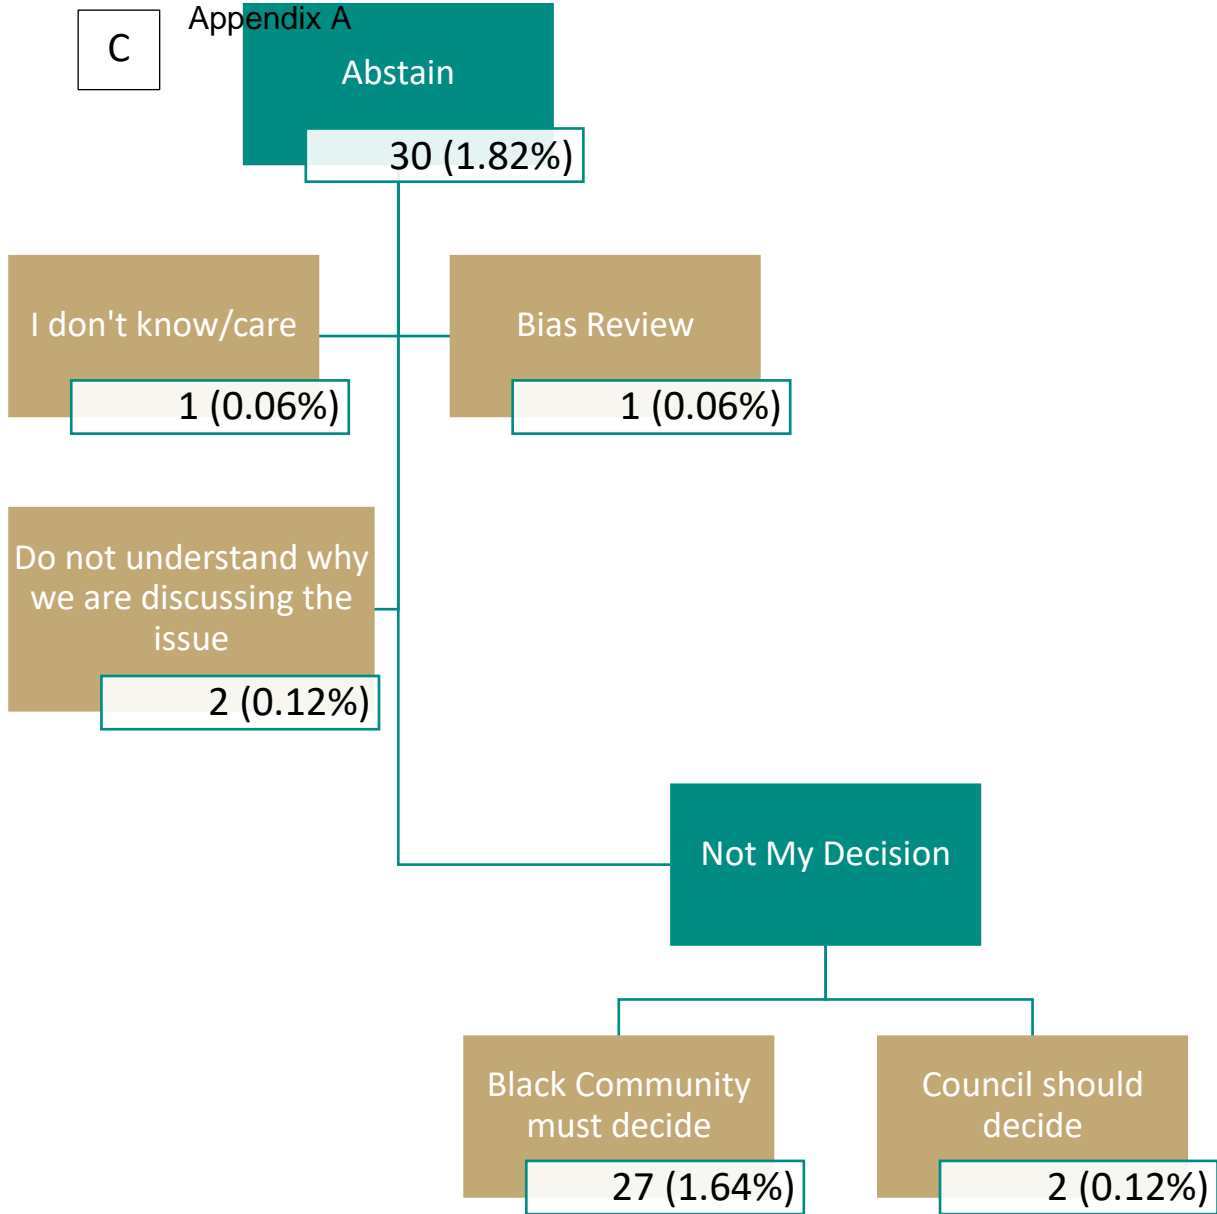 C
Appendix A
Abstain
30 (1.82%)
I don't know/care
1 (0.06%)
Bias Review
1 (0.06%)
Do not understand why
we are discussing the
issue
2 (0.12%)
Not My Decision
Black Community
must decide
27 (1.64%)
Council should
decide
2 (0.12%)